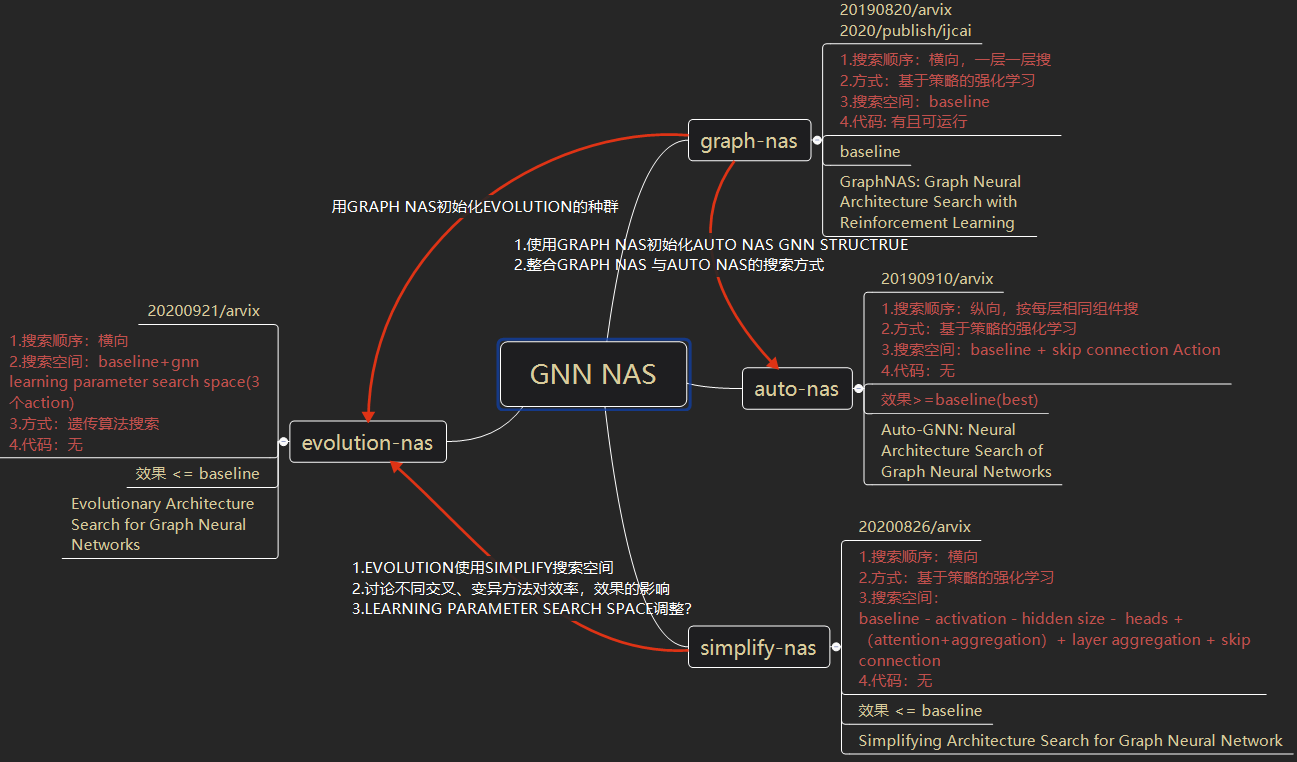 20190820/arvix
2020/publish/ijcai
1.搜索顺序：横向，一层一层搜
2.方式：基于策略的强化学习
3.搜索空间：baseline
4.代码: 有且可运行
graph-nas
baseline
GraphNAS: Graph Neural
Architecture Search with
Reinforcement Learning
用GRAPH NAS初始化EVOLUTION的种群
1.使用GRAPH NAS初始化AUTO NAS GNN STRUCTRUE
2.整合GRAPH NAS 与AUTO NAS的搜索方式
20190910/arvix
1.搜索顺序：纵向，按每层相同组件搜
2.方式：基于策略的强化学习
3.搜索空间：baseline + skip connection Action
4.代码：无
auto-nas
效果>=baseline(best)
Auto-GNN: Neural
Architecture Search of
Graph Neural Networks
GNN NAS
20200921/arvix
1.搜索顺序：横向
2.搜索空间：baseline+gnn
learning parameter search space(3
个action)
3.方式：遗传算法搜索
4.代码：无
evolution-nas
效果 <= baseline
Evolutionary Architecture
Search for Graph Neural
Networks
1.EVOLUTION使用SIMPLIFY搜索空间
2.讨论不同交叉、变异方法对效率，效果的影响
3.LEARNING PARAMETER SEARCH SPACE调整?
20200826/arvix
1.搜索顺序：横向
2.方式：基于策略的强化学习
3.搜索空间：
baseline - activation - hidden size -  heads +
（attention+aggregation）+ layer aggregation + skip
connection
4.代码：无
simplify-nas
效果 <= baseline
Simplifying Architecture Search for Graph Neural Network